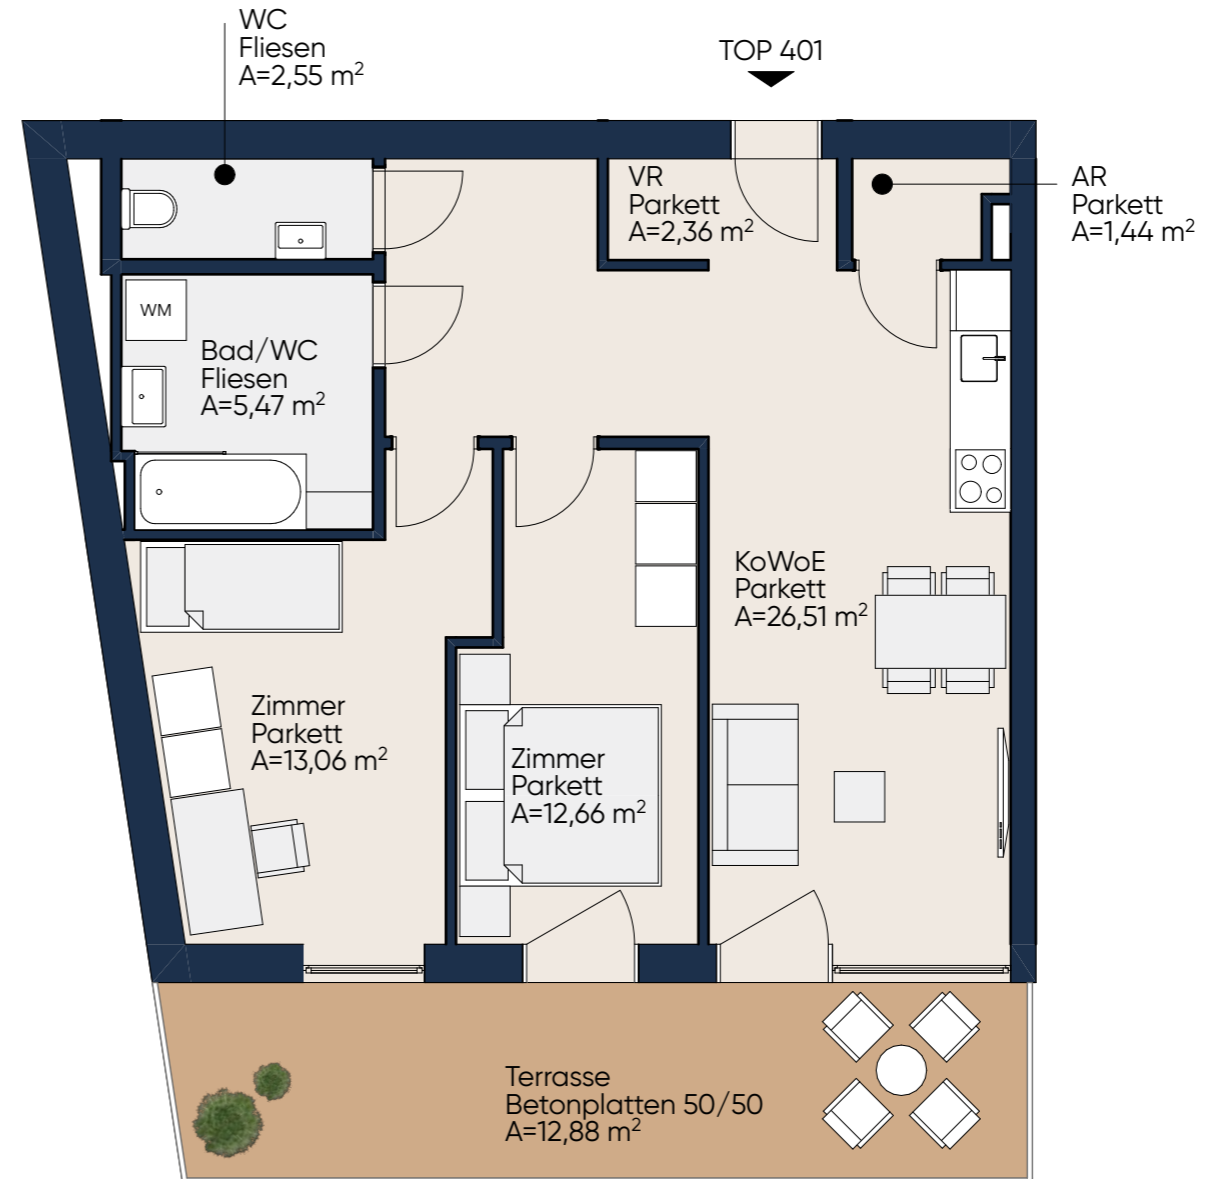 WC
Fliesen
A=2,55 m²
TOP 401
VR
Parkett
A=2,36 m²
AR
Parkett
A=1,44 m²
WM
Bad/WC
Fliesen
A=5,47 m²
KoWoE
Parkett
A=26,51 m²
Zimmer
Parkett
A=13,06 m²
Zimmer
Parkett
A=12,66 m²
Terrasse
Betonplatten 50/50
A=12,88 m²